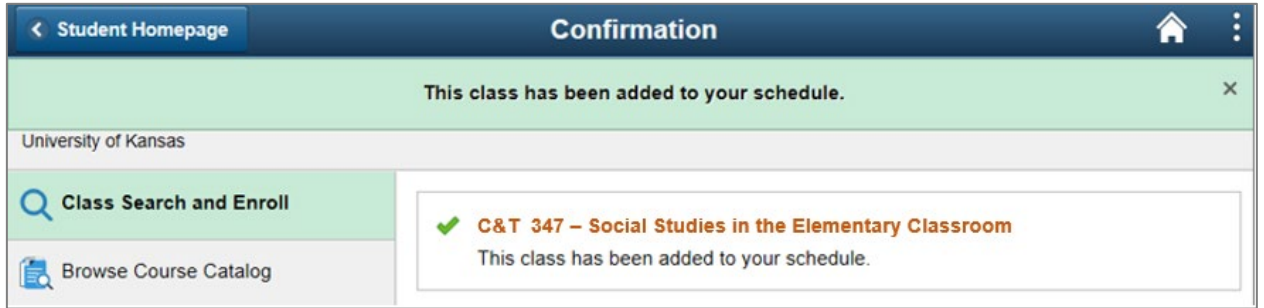 Student Homepage
Confirmation
This class has been added to your schedule.
University of Kansas
Class Search and Enroll
Browse Course Catalog
C&T 347 – Social Studies in the Elementary Classroom
This class has been added to your schedule.